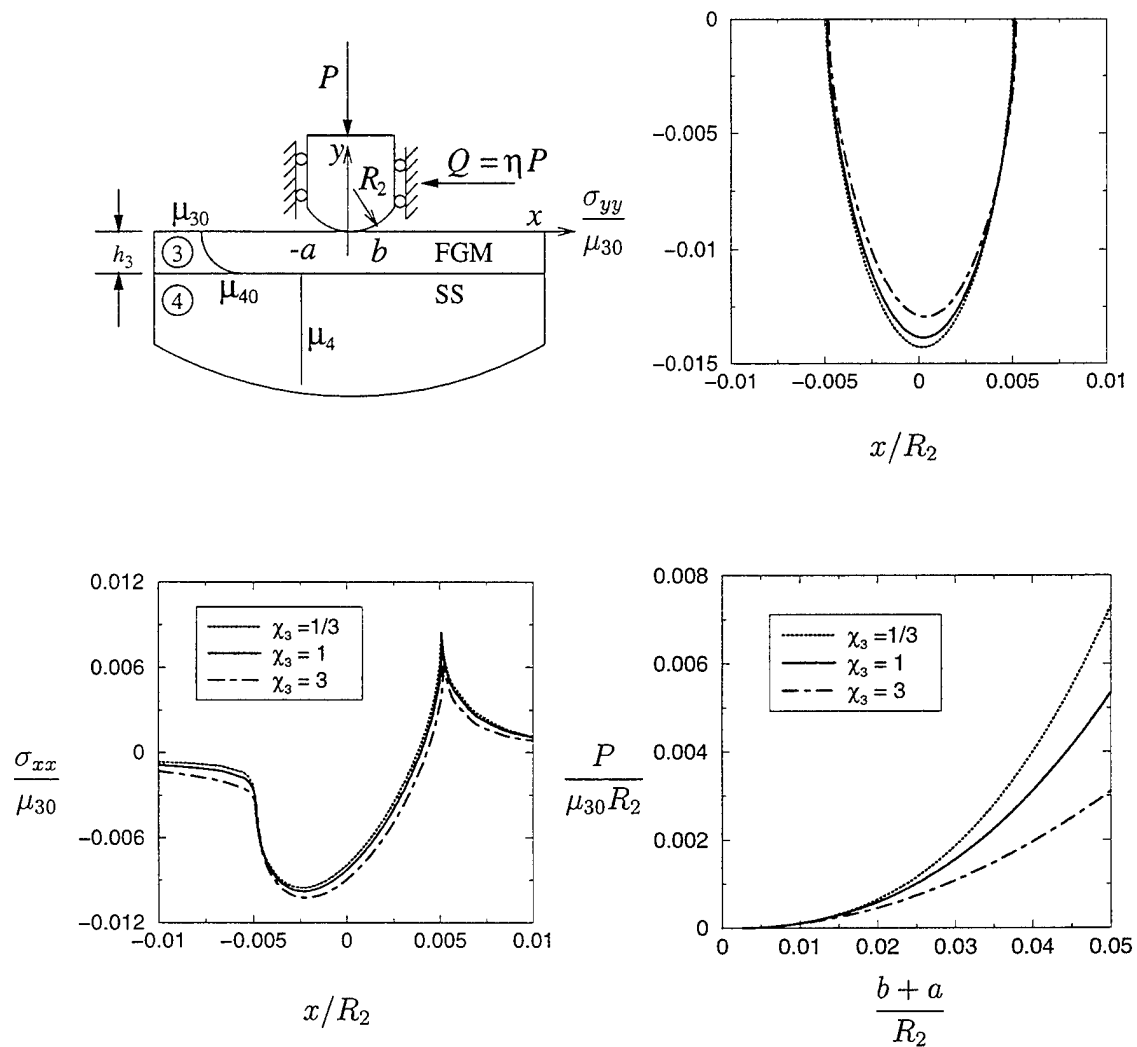 P
y
R₂
Q = ηP
μ₃₀
x
h₃
③
-a
b
FGM
μ₄₀
④
SS
μ₄
σ_yy
μ₃₀
0
−0.005
−0.01
−0.015
−0.01 −0.005 0 0.005 0.01
x/R₂
0.012
0.006
0
−0.006
−0.012
χ₃ =1/3
χ₃ = 1
χ₃ = 3
σ_xx
μ₃₀
−0.01 −0.005 0 0.005 0.01
x/R₂
0.008
0.006
0.004
0.002
0
χ₃ =1/3
χ₃ = 1
χ₃ = 3
P
μ₃₀R₂
0 0.01 0.02 0.03 0.04 0.05
b + a
R₂